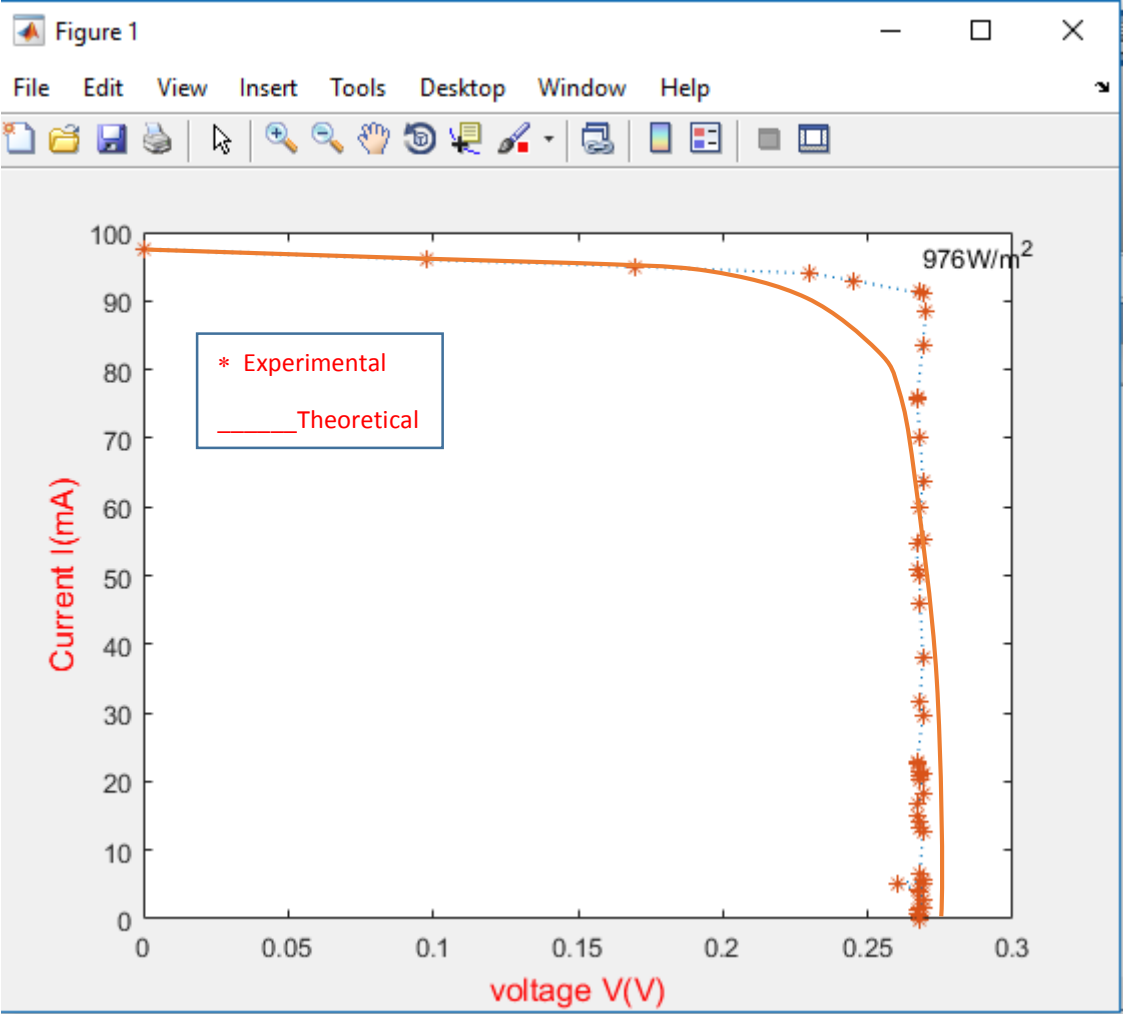 Figure 1
File Edit View Insert Tools Desktop Window Help
976W/m²
* Experimental
______Theoretical
Current I(mA)
100
90
80
70
60
50
40
30
20
10
0
0 0.05 0.1 0.15 0.2 0.25 0.3
voltage V(V)